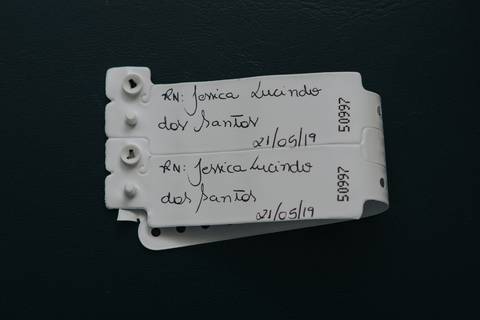 RN: Jessica Lucindo
dos Santos
21/05/19
50997
RN: Jessica Lucindo
dos Santos
21/05/19
50997